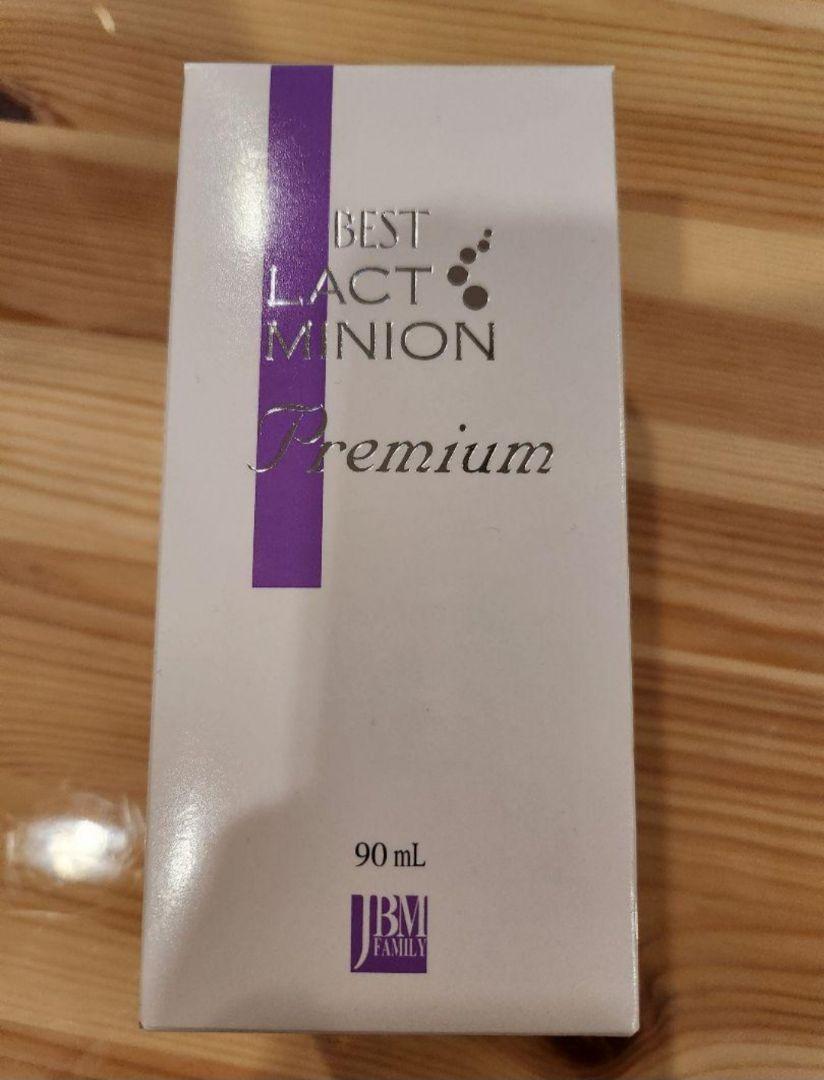 BEST
LACT
MINION
Premium
90 mL
JBM
FAMILY